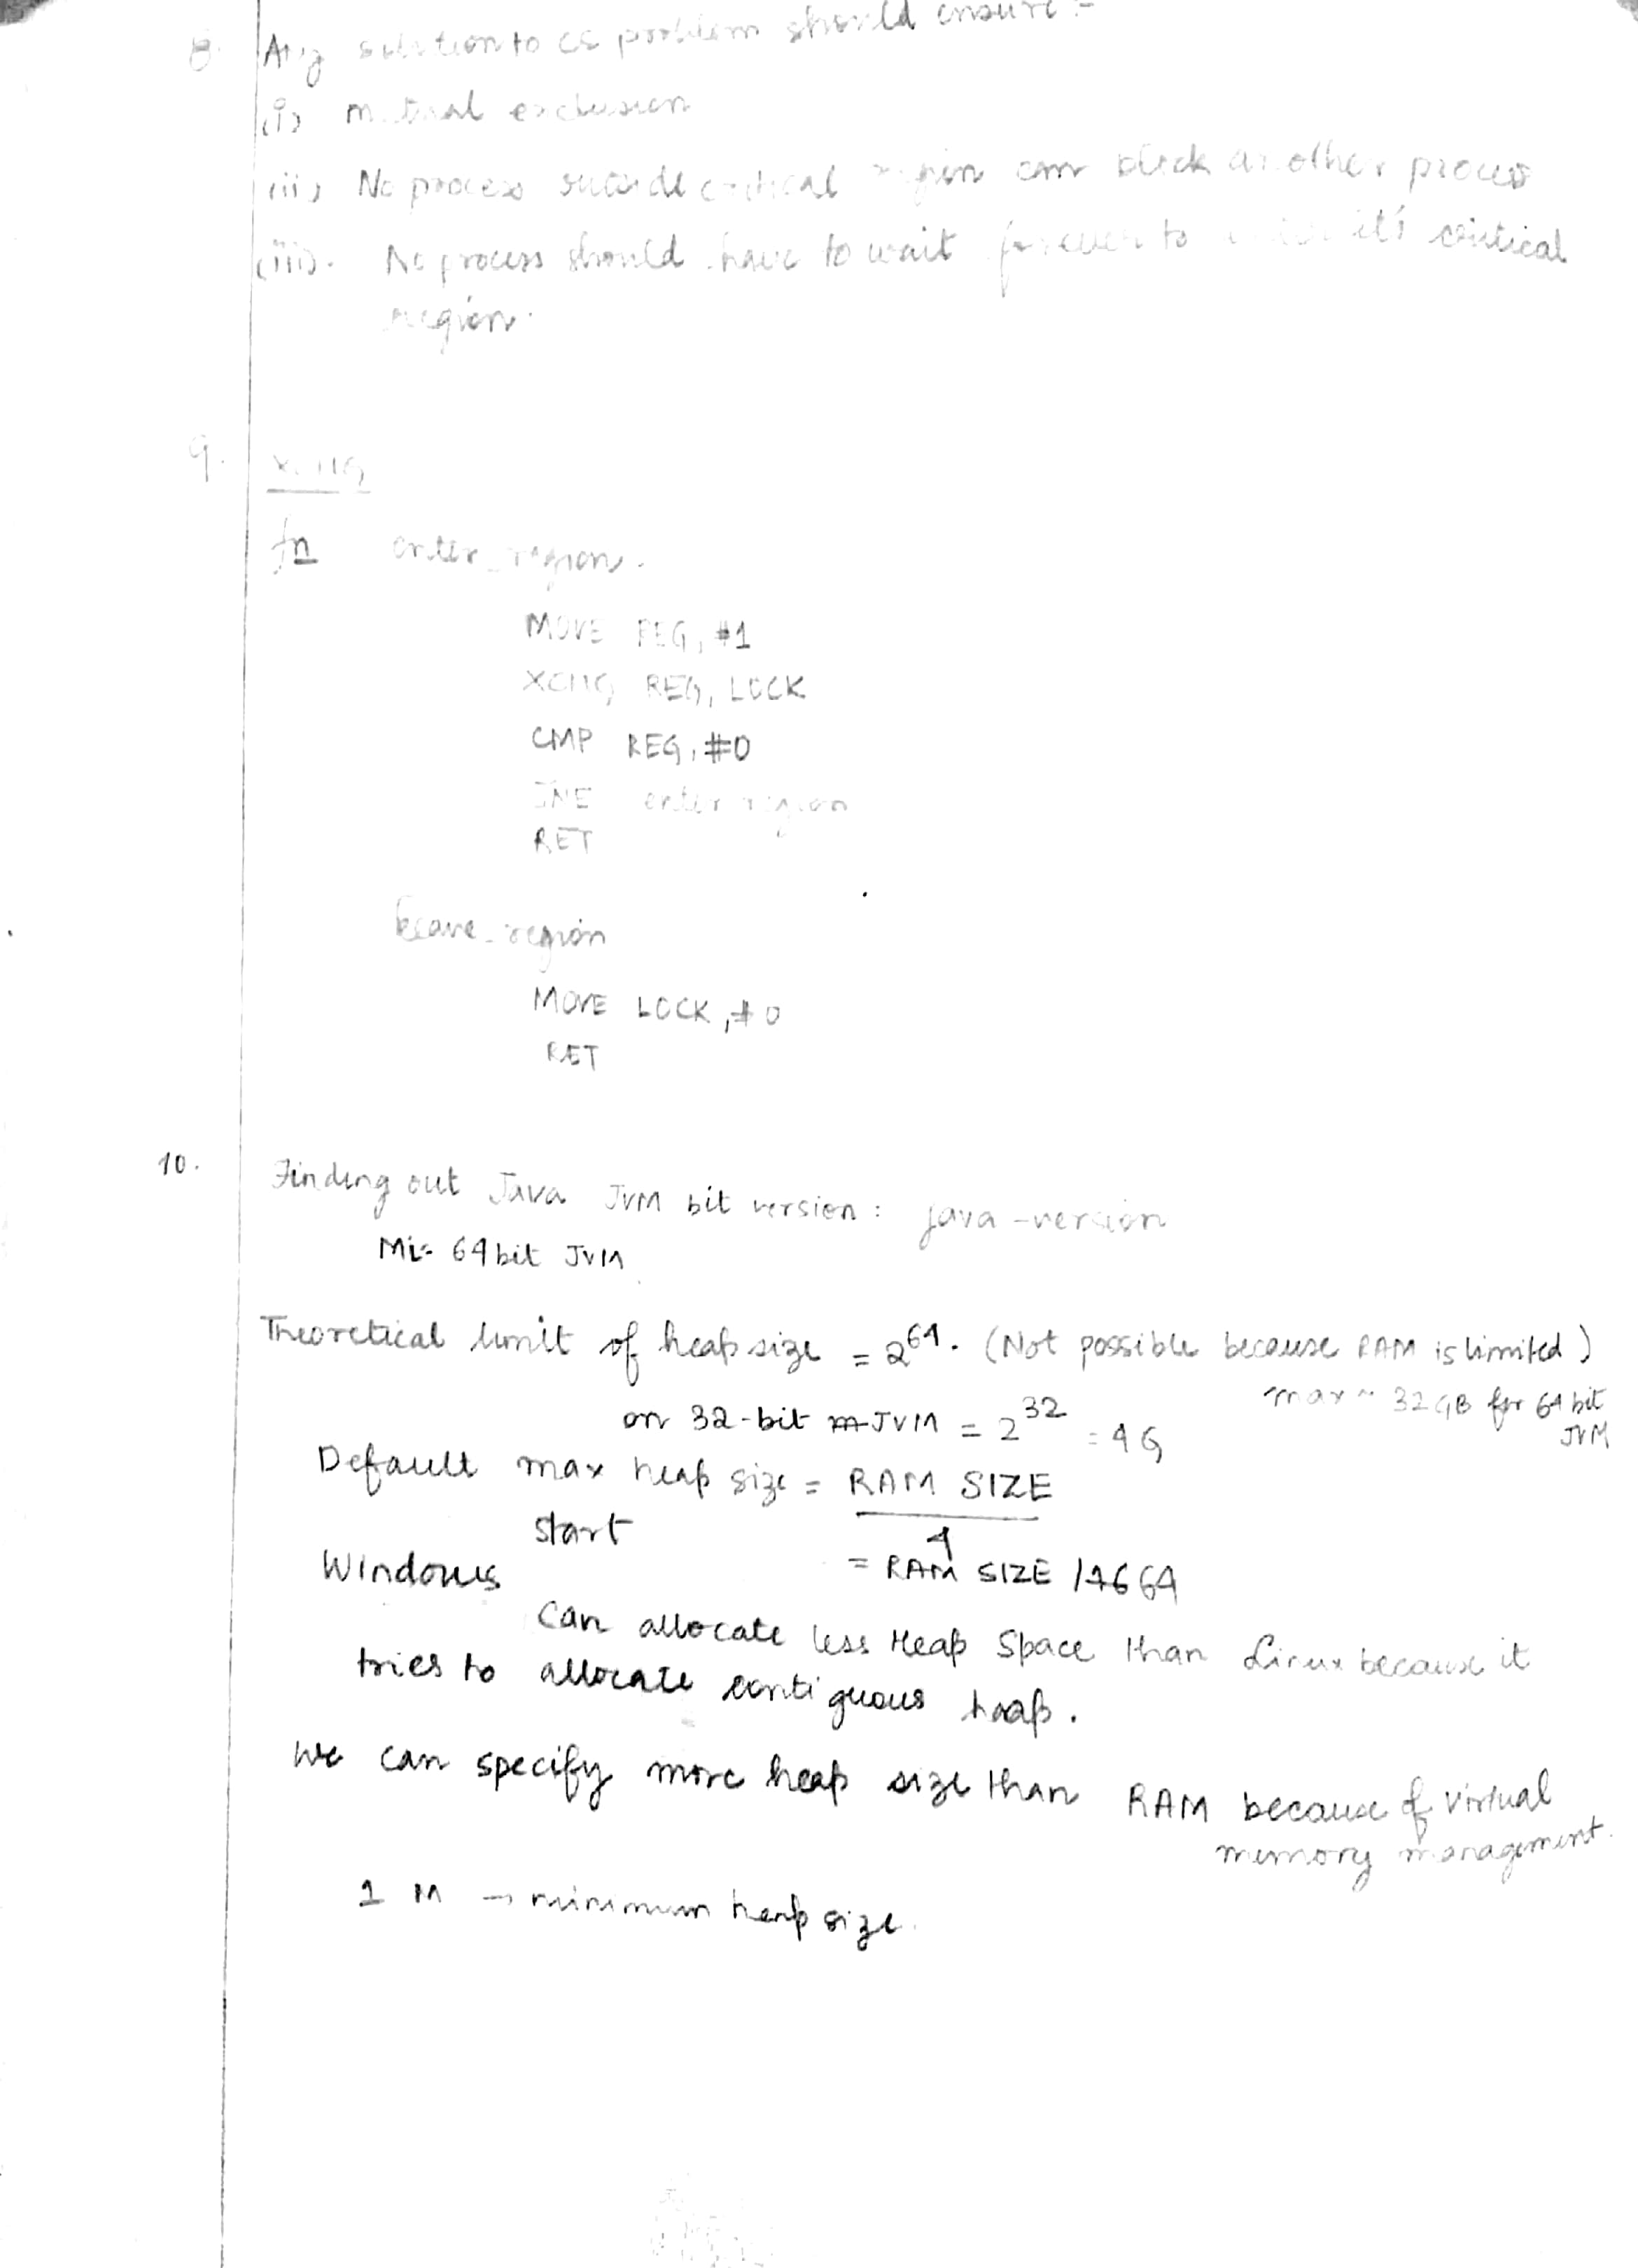 8. Any solution to cs problem should ensure :-
(i) mutual exclusion
(ii) No process outside critical region can block another process
(iii). No process should have to wait forever to it's critical
region.
9. XCHG
fn enter_region.
MOVE REG, #1
XCHG REG, LOCK
CMP REG, #0
JNE enter region
RET
leave_region
MOVE LOCK, #0
RET
10. Finding out Java JVM bit version : java -version
64 bit JVM
Theoretical limit of heap size = 2^64. (Not possible because RAM is limited)
max ~ 32 GB for 64 bit
JVM
on 32-bit JVM = 2^32 = 4G
Default max heap size = RAM SIZE
4
start = RAM SIZE / 64
Windows can allocate less Heap Space than Linux because it
tries to allocate contiguous heap.
We can specify more heap size than RAM because of virtual
memory management.
1 M → minimum heap size.